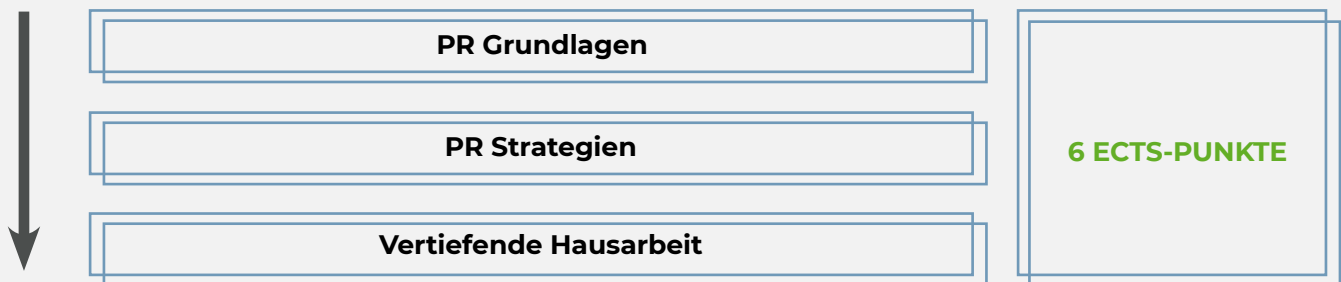 PR Grundlagen
PR Strategien
6 ECTS-PUNKTE
Vertiefende Hausarbeit